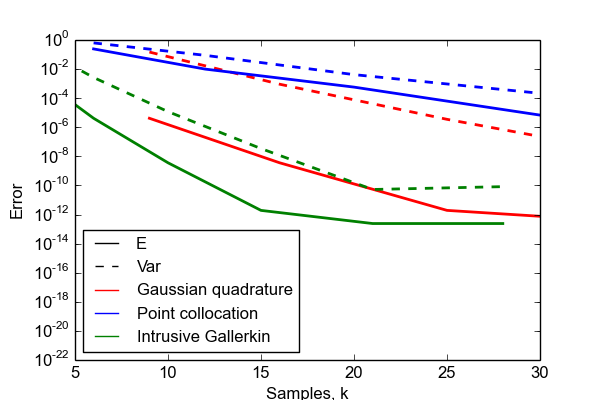 10^0
10^-2
10^-4
10^-6
10^-8
10^-10
10^-12
10^-14
10^-16
10^-18
10^-20
10^-22
Error
E
Var
Gaussian quadrature
Point collocation
Intrusive Gallerkin
5 10 15 20 25 30
Samples, k